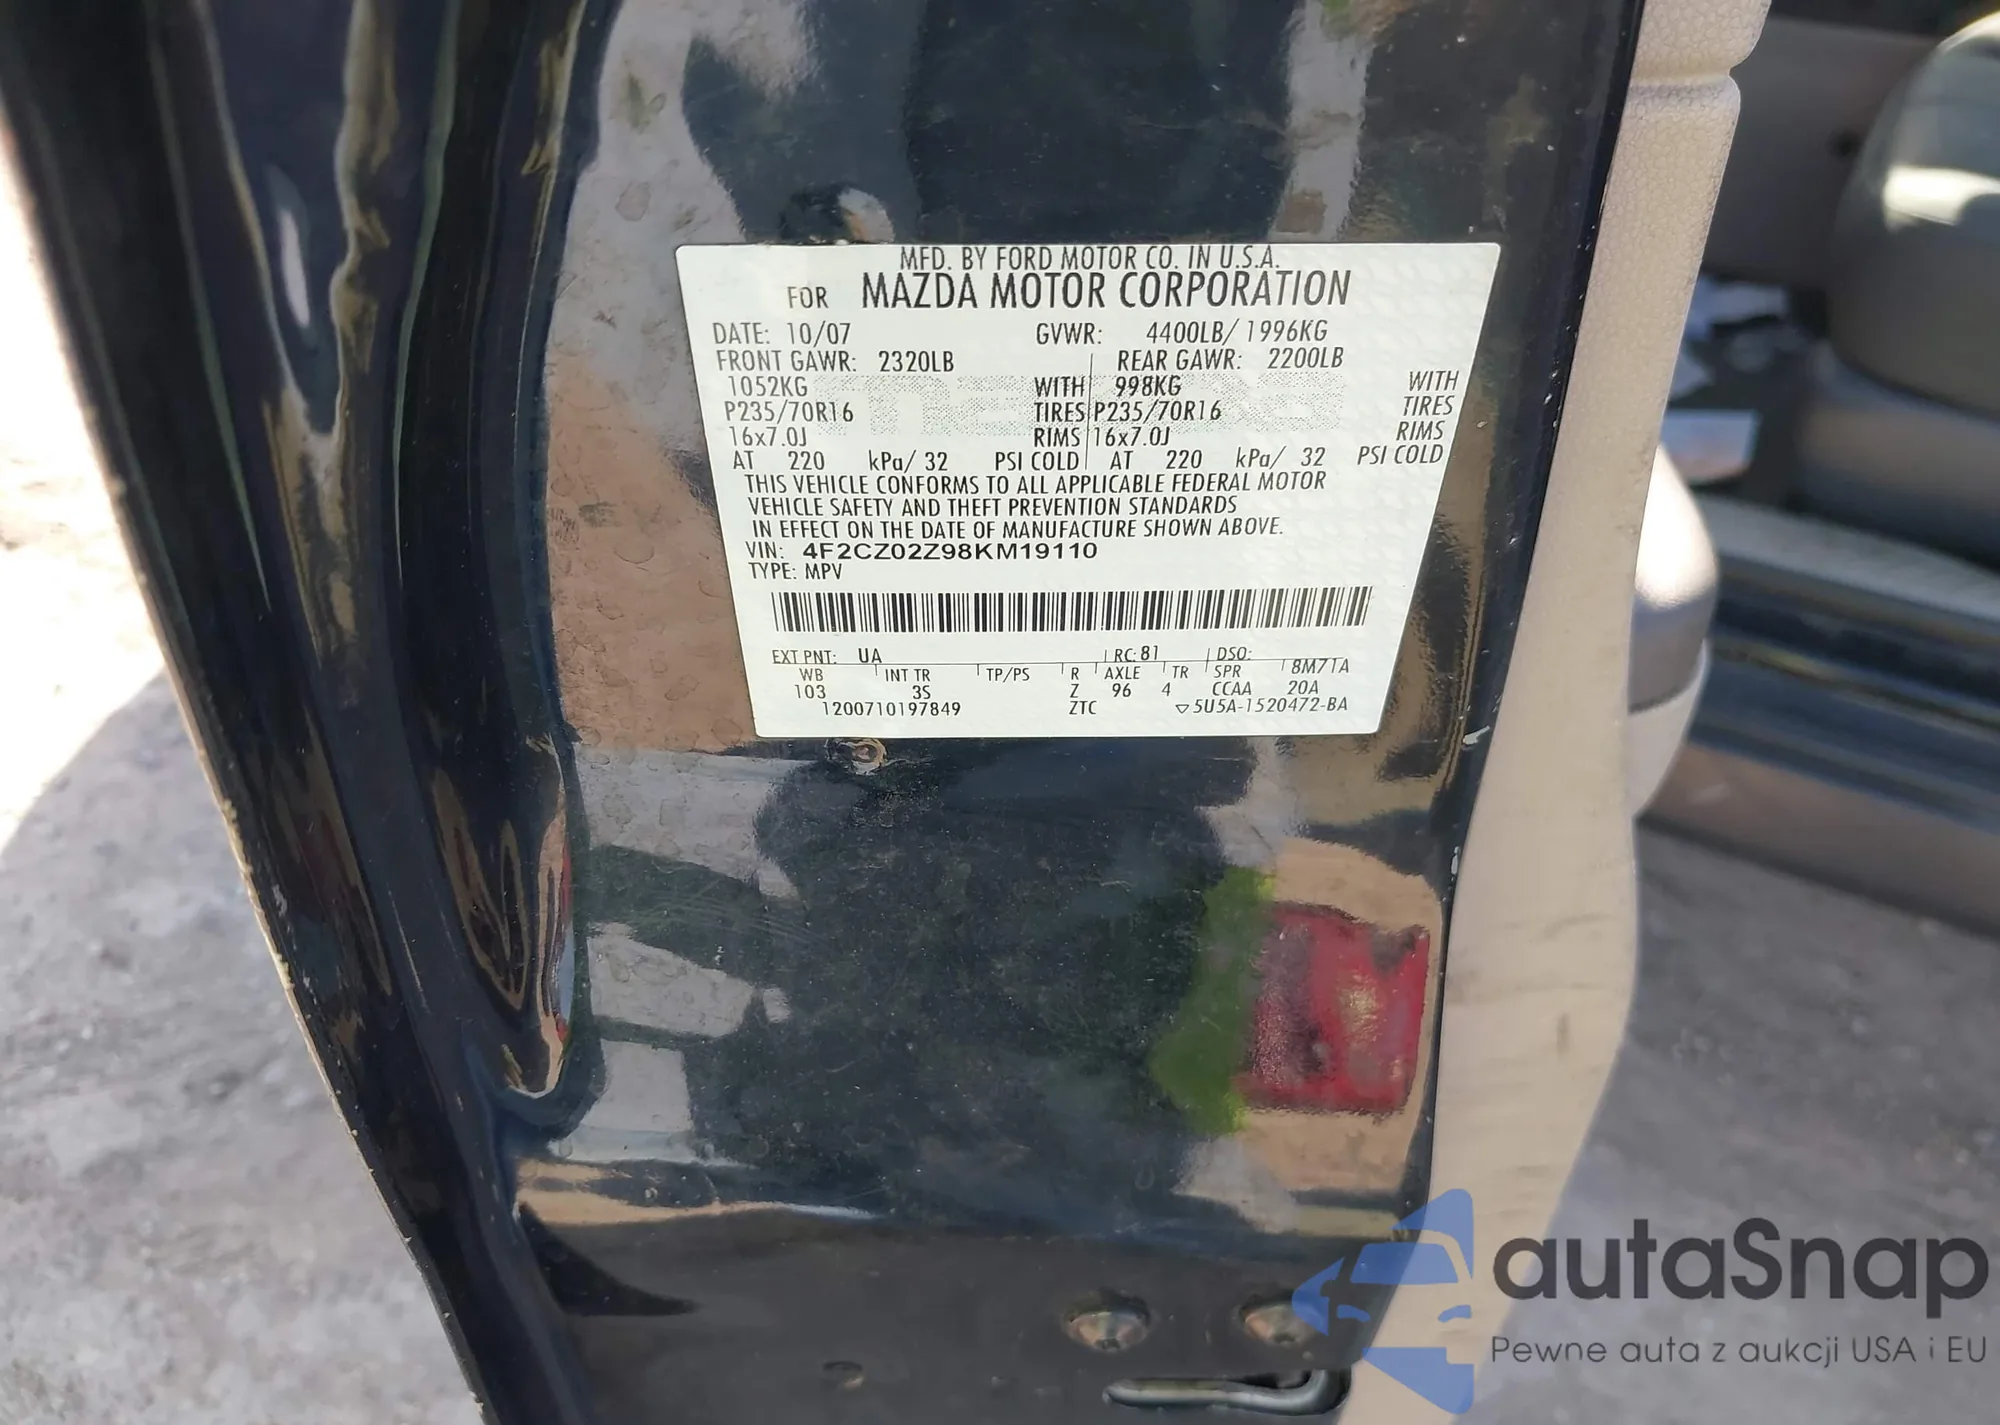 MFD. BY FORD MOTOR CO. IN U.S.A.
FOR MAZDA MOTOR CORPORATION
DATE: 10/07 GVWR: 4400LB/ 1996KG
FRONT GAWR: 2320LB REAR GAWR: 2200LB
1052KG WITH 998KG WITH
P235/70R16 TIRES P235/70R16 TIRES
16x7.0J RIMS 16x7.0J RIMS
AT 220 kPa/ 32 PSI COLD AT 220 kPa/ 32 PSI COLD
THIS VEHICLE CONFORMS TO ALL APPLICABLE FEDERAL MOTOR
VEHICLE SAFETY AND THEFT PREVENTION STANDARDS
IN EFFECT ON THE DATE OF MANUFACTURE SHOWN ABOVE.
VIN: 4F2CZ02Z98KM19110
TYPE: MPV
EXT PNT: UA RC: 81 DSO:
WB INT TR TP/PS R AXLE TR SPR 18M71A
103 3S Z 96 4 CCAA 20A
1200710197849 ZTC ▽5U5A-1520472-BA
autaSnap
Pewne auta z aukcji USA i EU